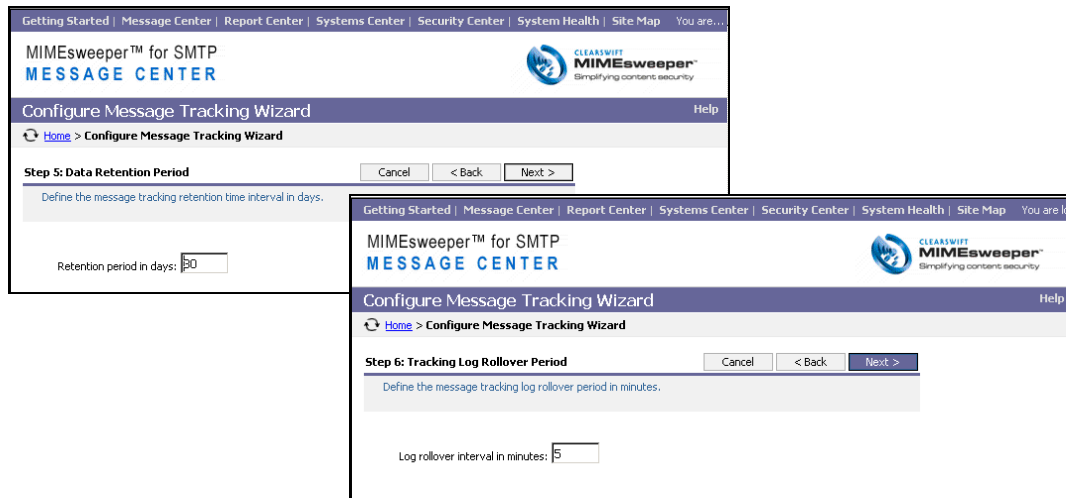 Getting Started | Message Center | Report Center | Systems Center | Security Center | System Health | Site Map You are...
MIMEsweeper™ for SMTP
MESSAGE CENTER
CLEARSWIFT
MIMEsweeper™
Simplifying content security
Configure Message Tracking Wizard Help
Home > Configure Message Tracking Wizard
Step 5: Data Retention Period Cancel < Back Next >
Define the message tracking retention time interval in days.
Retention period in days: 30
Getting Started | Message Center | Report Center | Systems Center | Security Center | System Health | Site Map You are
MIMEsweeper™ for SMTP
MESSAGE CENTER
CLEARSWIFT
MIMEsweeper™
Simplifying content security
Configure Message Tracking Wizard Help
Home > Configure Message Tracking Wizard
Step 6: Tracking Log Rollover Period Cancel < Back Next >
Define the message tracking log rollover period in minutes.
Log rollover interval in minutes: 5